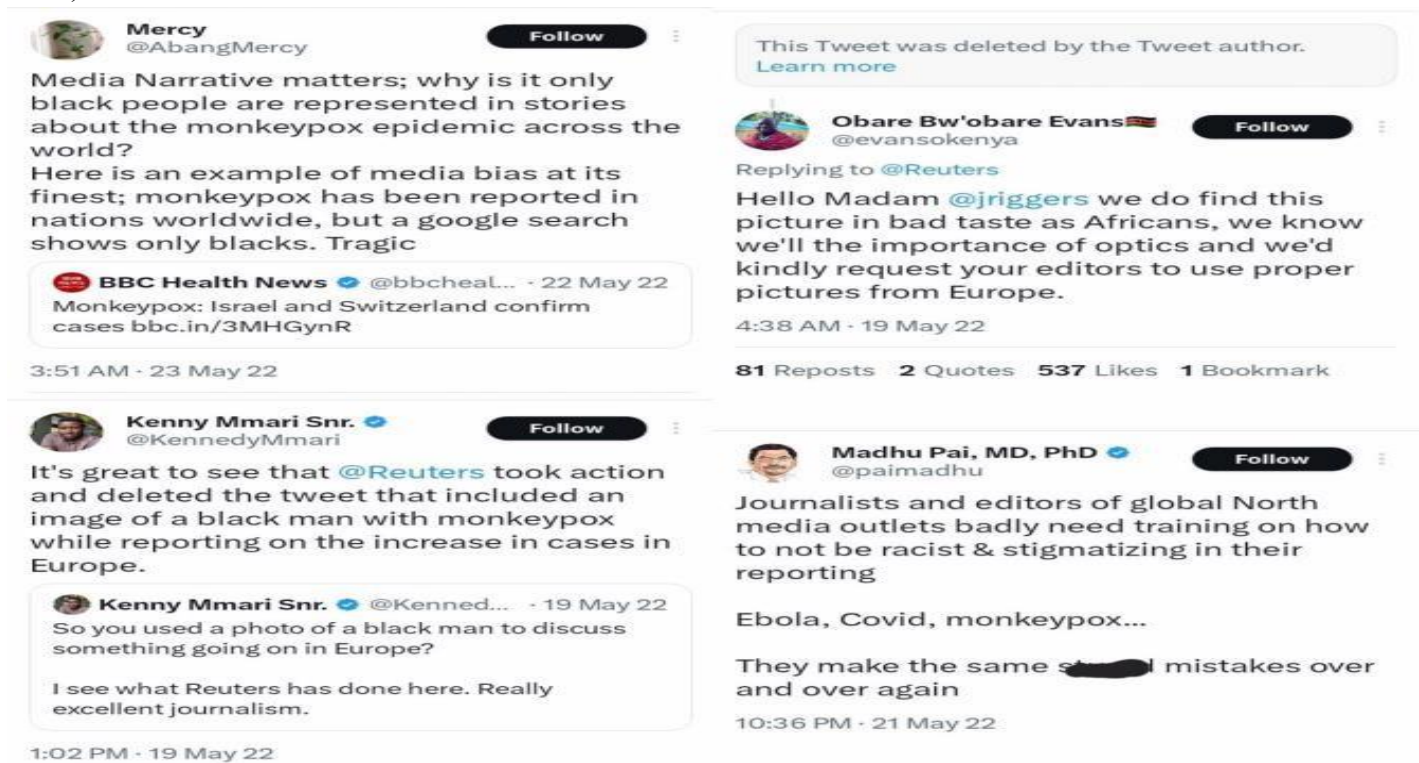 Mercy
@AbangMercy
Follow
Media Narrative matters; why is it only
black people are represented in stories
about the monkeypox epidemic across the
world?
Here is an example of media bias at its
finest; monkeypox has been reported in
nations worldwide, but a google search
shows only blacks. Tragic
BBC Health News @bbcheal... · 22 May 22
Monkeypox: Israel and Switzerland confirm
cases bbc.in/3MHGynR
3:51 AM · 23 May 22
Kenny Mmari Snr.
@KennedyMmari
Follow
It's great to see that @Reuters took action
and deleted the tweet that included an
image of a black man with monkeypox
while reporting on the increase in cases in
Europe.
Kenny Mmari Snr. @Kenned... · 19 May 22
So you used a photo of a black man to discuss
something going on in Europe?
I see what Reuters has done here. Really
excellent journalism.
1:02 PM · 19 May 22
This Tweet was deleted by the Tweet author.
Learn more
Obare Bw'obare Evans
@evansokenya
Follow
Replying to @Reuters
Hello Madam @jriggers we do find this
picture in bad taste as Africans, we know
we'll the importance of optics and we'd
kindly request your editors to use proper
pictures from Europe.
4:38 AM · 19 May 22
81 Reposts 2 Quotes 537 Likes 1 Bookmark
Madhu Pai, MD, PhD
@paimadhu
Follow
Journalists and editors of global North
media outlets badly need training on how
to not be racist & stigmatizing in their
reporting
Ebola, Covid, monkeypox...
They make the same mistakes over
and over again
10:36 PM · 21 May 22